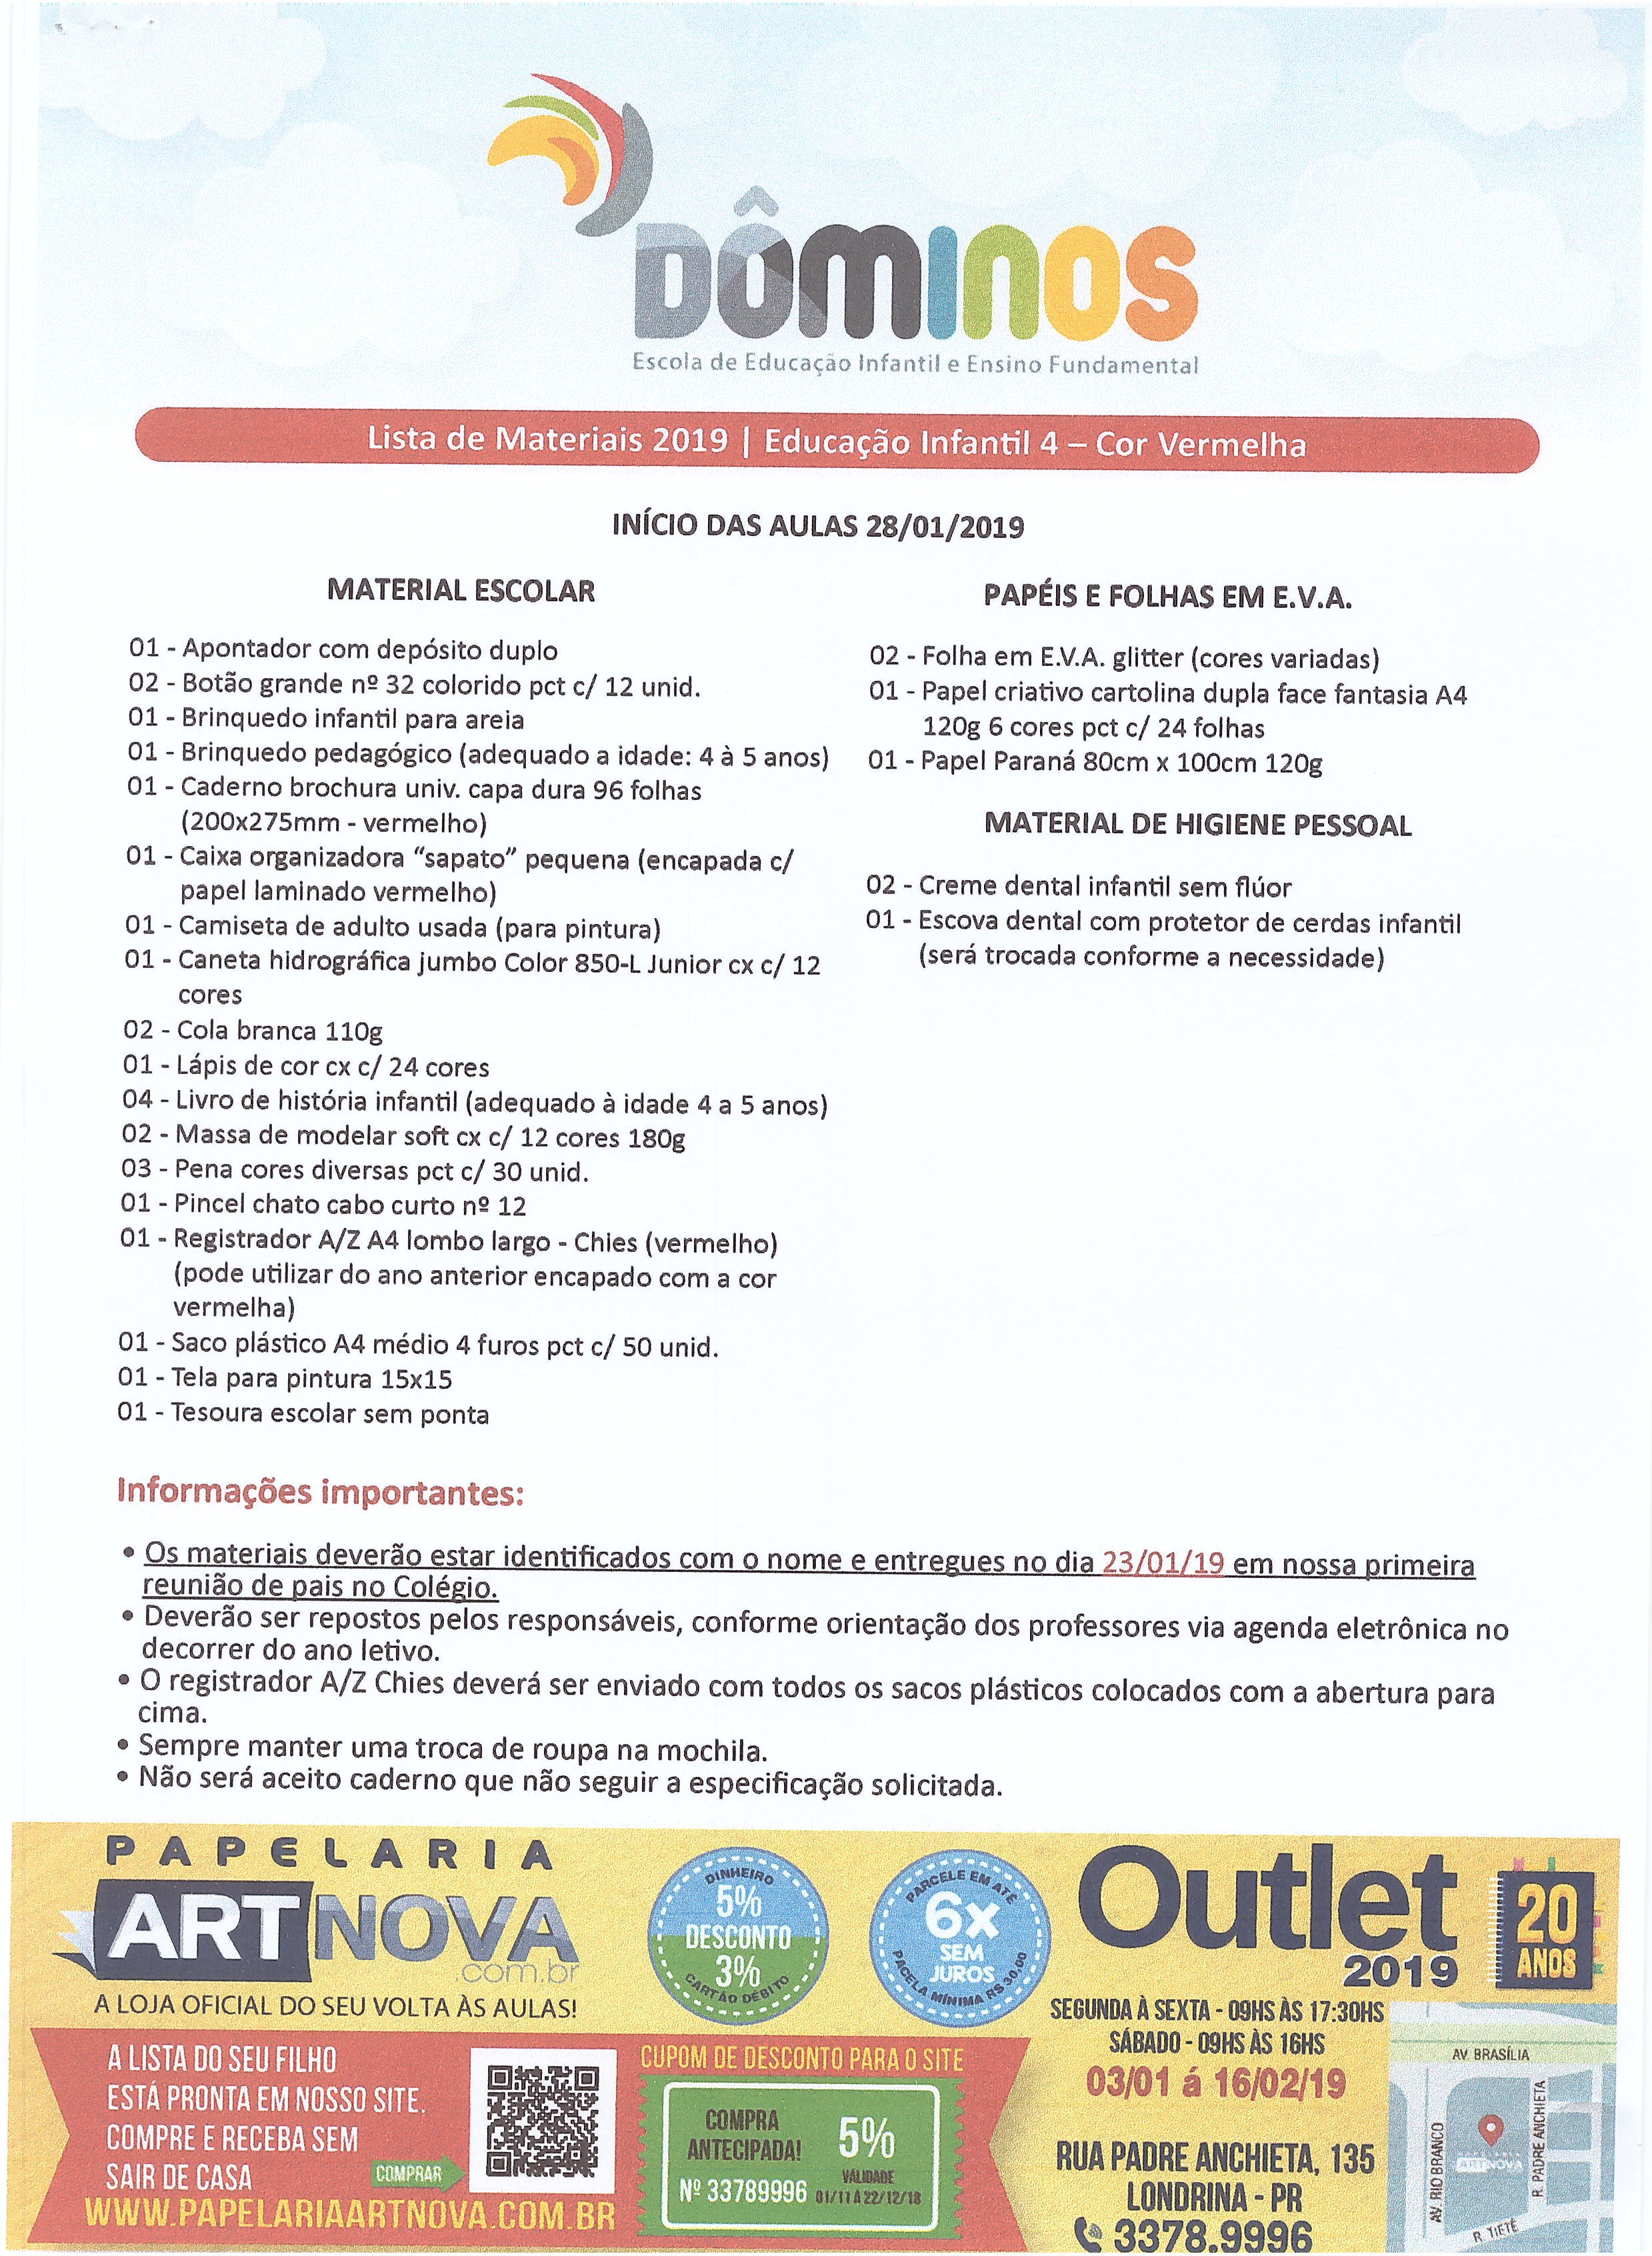 DÔMINOS
Escola de Educação Infantil e Ensino Fundamental
Lista de Materiais 2019 | Educação Infantil 4 – Cor Vermelha
INÍCIO DAS AULAS 28/01/2019
MATERIAL ESCOLAR
01 - Apontador com depósito duplo
02 - Botão grande nº 32 colorido pct c/ 12 unid.
01 - Brinquedo infantil para areia
01 - Brinquedo pedagógico (adequado a idade: 4 à 5 anos)
01 - Caderno brochura univ. capa dura 96 folhas
(200x275mm - vermelho)
01 - Caixa organizadora “sapato” pequena (encapada c/
papel laminado vermelho)
01 - Camiseta de adulto usada (para pintura)
01 - Caneta hidrográfica jumbo Color 850-L Junior cx c/ 12
cores
02 - Cola branca 110g
01 - Lápis de cor cx c/ 24 cores
04 - Livro de história infantil (adequado à idade 4 a 5 anos)
02 - Massa de modelar soft cx c/ 12 cores 180g
03 - Pena cores diversas pct c/ 30 unid.
01 - Pincel chato cabo curto nº 12
01 - Registrador A/Z A4 lombo largo - Chies (vermelho)
(pode utilizar do ano anterior encapado com a cor
vermelha)
01 - Saco plástico A4 médio 4 furos pct c/ 50 unid.
01 - Tela para pintura 15x15
01 - Tesoura escolar sem ponta
PAPÉIS E FOLHAS EM E.V.A.
02 - Folha em E.V.A. glitter (cores variadas)
01 - Papel criativo cartolina dupla face fantasia A4
120g 6 cores pct c/ 24 folhas
01 - Papel Paraná 80cm x 100cm 120g
MATERIAL DE HIGIENE PESSOAL
02 - Creme dental infantil sem flúor
01 - Escova dental com protetor de cerdas infantil
(será trocada conforme a necessidade)
Informações importantes:
• Os materiais deverão estar identificados com o nome e entregues no dia 23/01/19 em nossa primeira
reunião de pais no Colégio.
• Deverão ser repostos pelos responsáveis, conforme orientação dos professores via agenda eletrônica no
decorrer do ano letivo.
• O registrador A/Z Chies deverá ser enviado com todos os sacos plásticos colocados com a abertura para
cima.
• Sempre manter uma troca de roupa na mochila.
• Não será aceito caderno que não seguir a especificação solicitada.
PAPELARIA
ARTNOVA
.com.br
A LOJA OFICIAL DO SEU VOLTA ÀS AULAS!
DINHEIRO
5%
DESCONTO
3%
CARTÃO DÉBITO
PARCELE EM ATÉ
6x
SEM
JUROS
PACELA MÍNIMA R$ 30,00
Outlet
2019
20
ANOS
SEGUNDA À SEXTA - 09HS ÀS 17:30HS
SÁBADO - 09HS ÀS 16HS
03/01 á 16/02/19
RUA PADRE ANCHIETA, 135
LONDRINA - PR
3378.9996
A LISTA DO SEU FILHO
ESTÁ PRONTA EM NOSSO SITE.
COMPRE E RECEBA SEM
SAIR DE CASA
COMPRAR
WWW.PAPELARIAARTNOVA.COM.BR
CUPOM DE DESCONTO PARA O SITE
COMPRA
ANTECIPADA!
5%
VALIDADE
Nº 33789996 01/11 A 22/12/18
AV. BRASÍLIA
AV. RIO BRANCO
R. PADRE ANCHIETA
ARTNOVA
R. TIETÊ